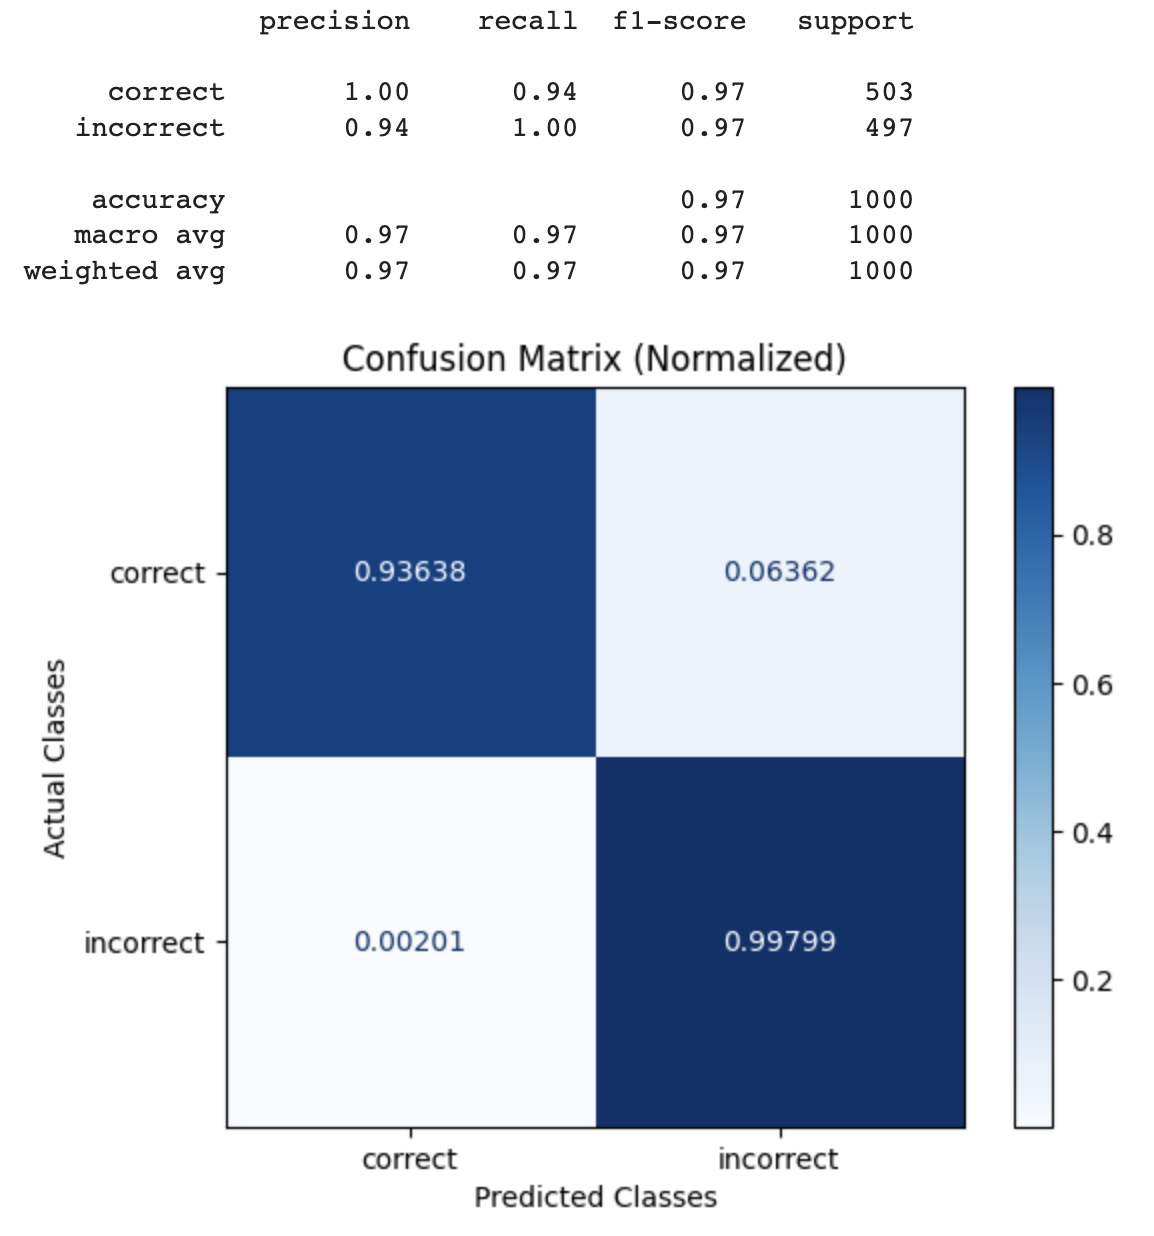 precision recall f1-score support
correct 1.00 0.94 0.97 503
incorrect 0.94 1.00 0.97 497
accuracy 0.97 1000
macro avg 0.97 0.97 0.97 1000
weighted avg 0.97 0.97 0.97 1000
Confusion Matrix (Normalized)
0.8
correct 0.93638 0.06362
0.6
Actual Classes
0.4
incorrect 0.00201 0.99799
0.2
correct incorrect
Predicted Classes